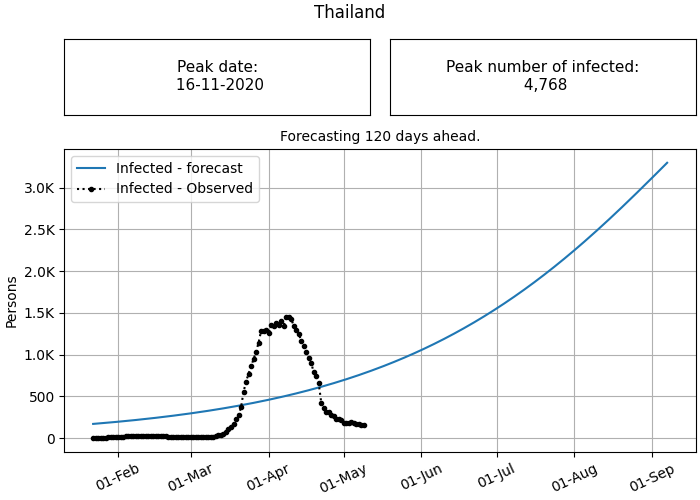 Thailand
Peak date:
16-11-2020
Peak number of infected:
4,768
Forecasting 120 days ahead.
Infected - forecast
Infected - Observed
3.0K
2.5K
2.0K
1.5K
1.0K
500
0
Persons
01-Feb
01-Mar
01-Apr
01-May
01-Jun
01-Jul
01-Aug
01-Sep